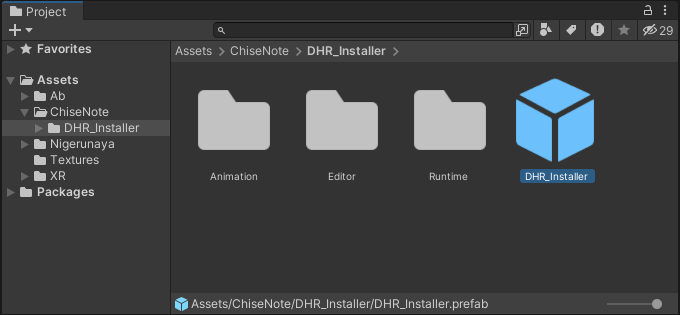 Project
29
Favorites
Assets
Ab
ChiseNote
DHR_Installer
Nigerunaya
Textures
XR
Packages
Assets > ChiseNote > DHR_Installer >
Animation
Editor
Runtime
DHR_Installer
Assets/ChiseNote/DHR_Installer/DHR_Installer.prefab